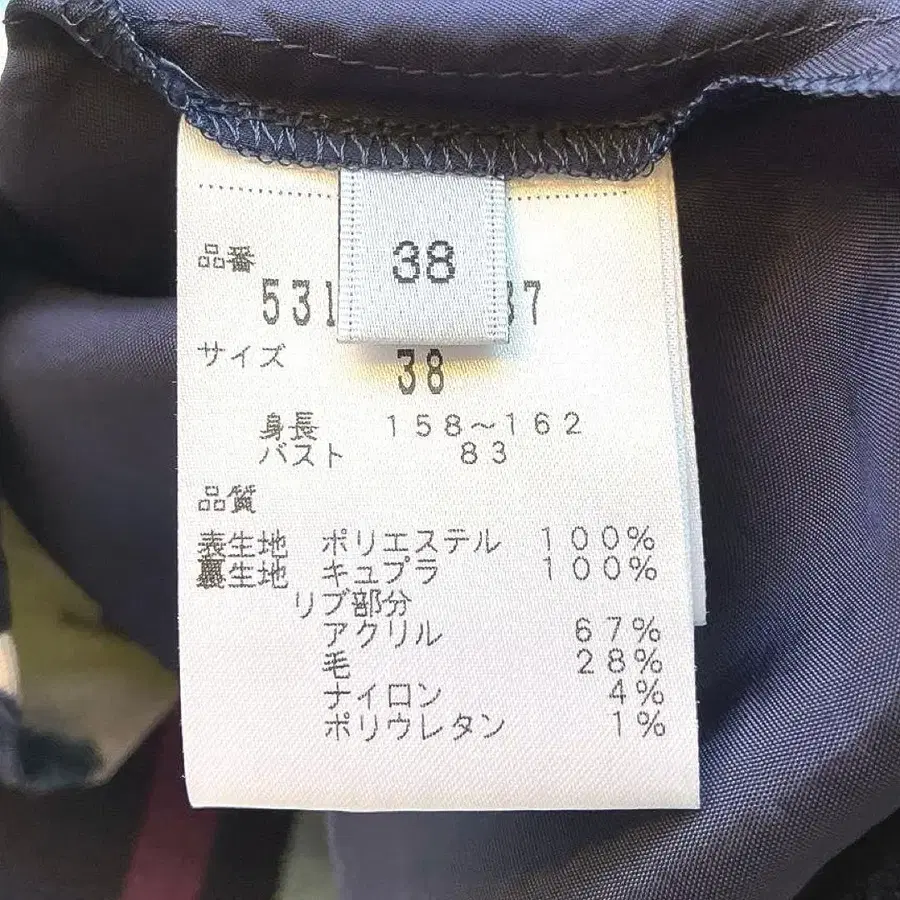 品番
38
531 37
サイズ
38
身長 158～162
バスト 83
品質
表生地 ポリエステル 100%
裏生地 キュプラ 100%
リブ部分
アクリル 67%
毛 28%
ナイロン 4%
ポリウレタン 1%